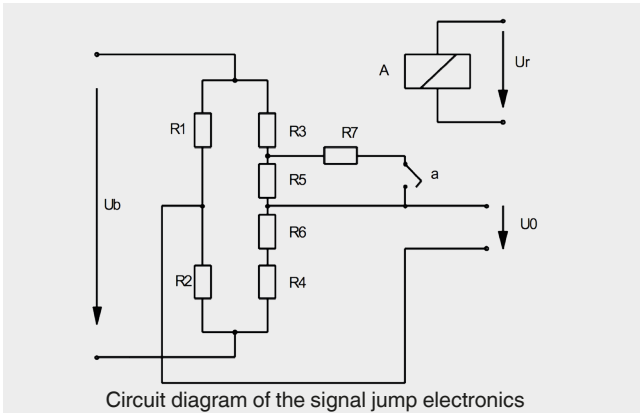 A
Ur
R1
R3
R7
R5
a
Ub
R6
U0
R2
R4
Circuit diagram of the signal jump electronics